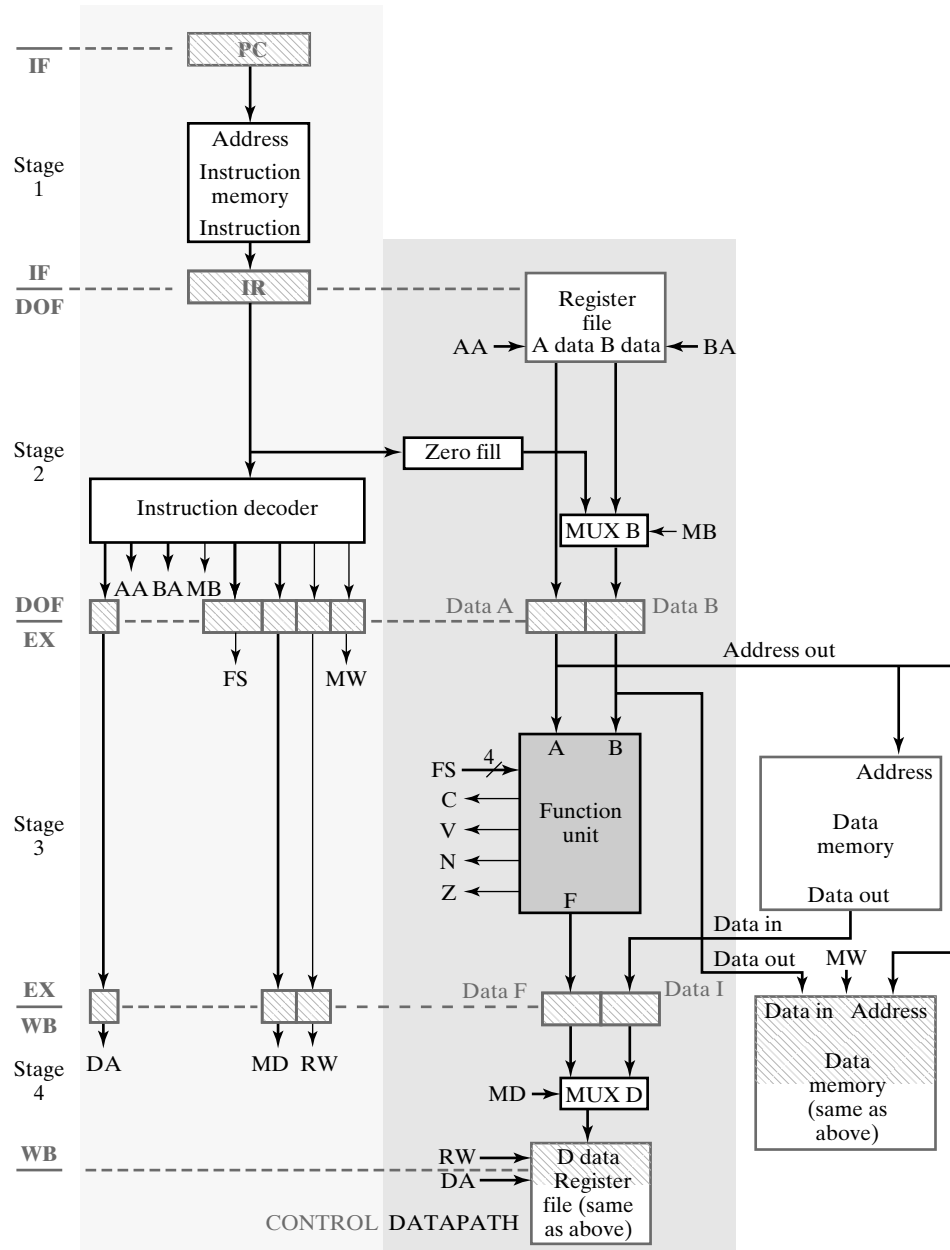 PC
IF
Address
Stage
1
Instruction
memory
Instruction
IF
DOF
IR
Register
file
A data B data
AA
BA
Stage
2
Zero fill
Instruction decoder
MUX B
MB
AA BA MB
DOF
EX
Data A
Data B
FS
MW
Address out
A
B
FS
4
C
V
N
Z
Function
unit
F
Stage
3
Address
Data
memory
Data out
Data in
Data out
MW
EX
WB
Data F
Data I
Data in Address
Data
memory
(same as
above)
DA
MD
RW
Stage
4
MD
MUX D
WB
RW
DA
D data
Register
file (same
as above)
CONTROL DATAPATH